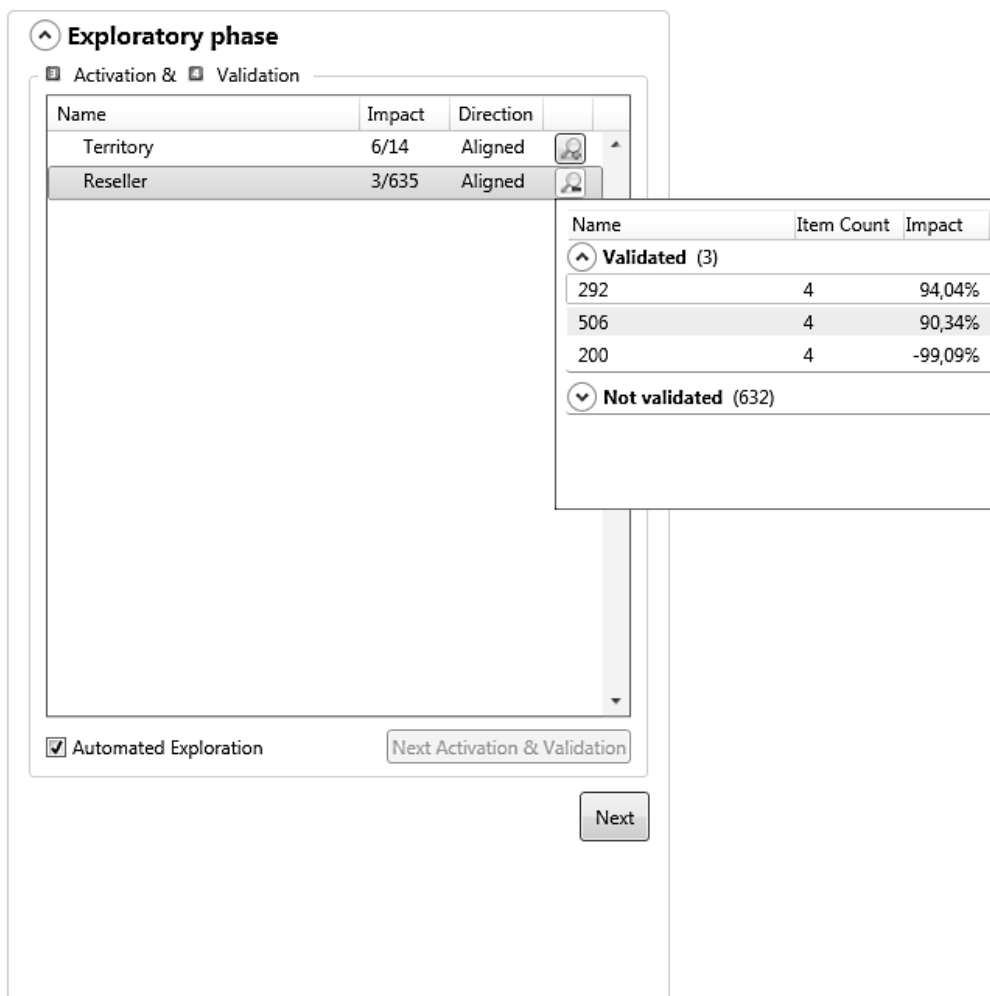 Exploratory phase
3 Activation & 4 Validation
Name Impact Direction
Territory 6/14 Aligned
Reseller 3/635 Aligned
Name Item Count Impact
Validated (3)
292 4 94,04%
506 4 90,34%
200 4 -99,09%
Not validated (632)
Automated Exploration Next Activation & Validation
Next